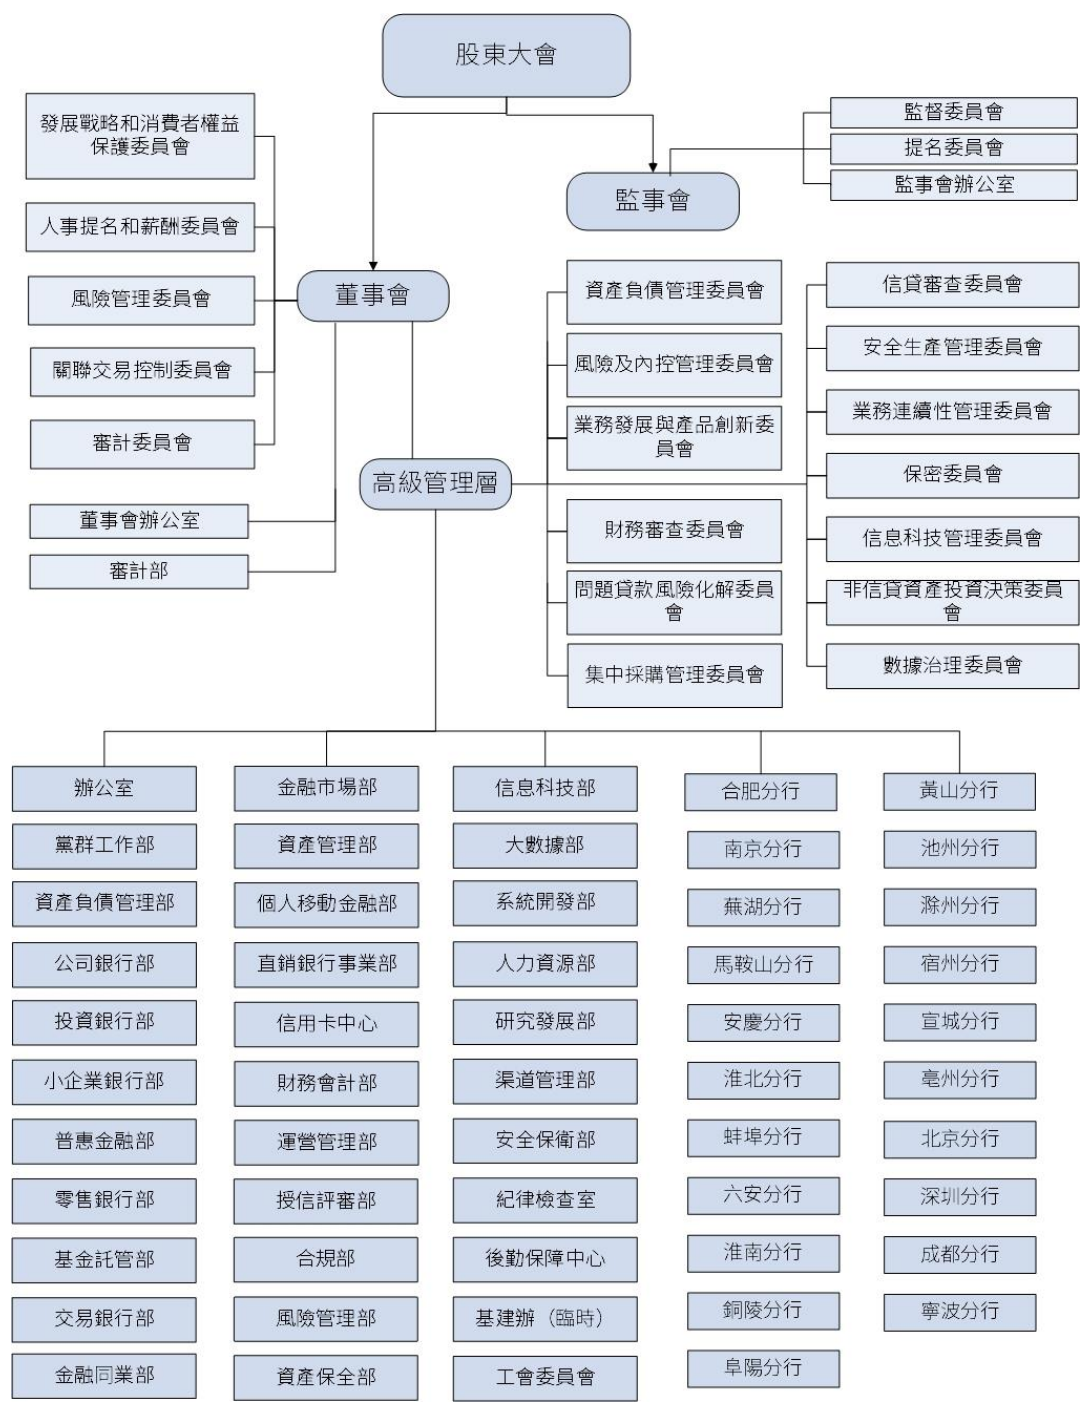 股東大會
發展戰略和消費者權益
保護委員會
人事提名和薪酬委員會
風險管理委員會
關聯交易控制委員會
審計委員會
董事會辦公室
審計部
監督委員會
提名委員會
監事會辦公室
監事會
董事會
高級管理層
資產負債管理委員會
風險及內控管理委員會
業務發展與產品創新委
員會
財務審查委員會
問題貸款風險化解委員
會
集中採購管理委員會
信貸審查委員會
安全生產管理委員會
業務連續性管理委員會
保密委員會
信息科技管理委員會
非信貸資產投資決策委員
會
數據治理委員會
辦公室
黨群工作部
資產負債管理部
公司銀行部
投資銀行部
小企業銀行部
普惠金融部
零售銀行部
基金託管部
交易銀行部
金融同業部
金融市場部
資產管理部
個人移動金融部
直銷銀行事業部
信用卡中心
財務會計部
運營管理部
授信評審部
合規部
風險管理部
資產保全部
信息科技部
大數據部
系統開發部
人力資源部
研究發展部
渠道管理部
安全保衛部
紀律檢查室
後勤保障中心
基建辦（臨時）
工會委員會
合肥分行
南京分行
蕪湖分行
馬鞍山分行
安慶分行
淮北分行
蚌埠分行
六安分行
淮南分行
銅陵分行
阜陽分行
黃山分行
池州分行
滁州分行
宿州分行
宣城分行
亳州分行
北京分行
深圳分行
成都分行
寧波分行